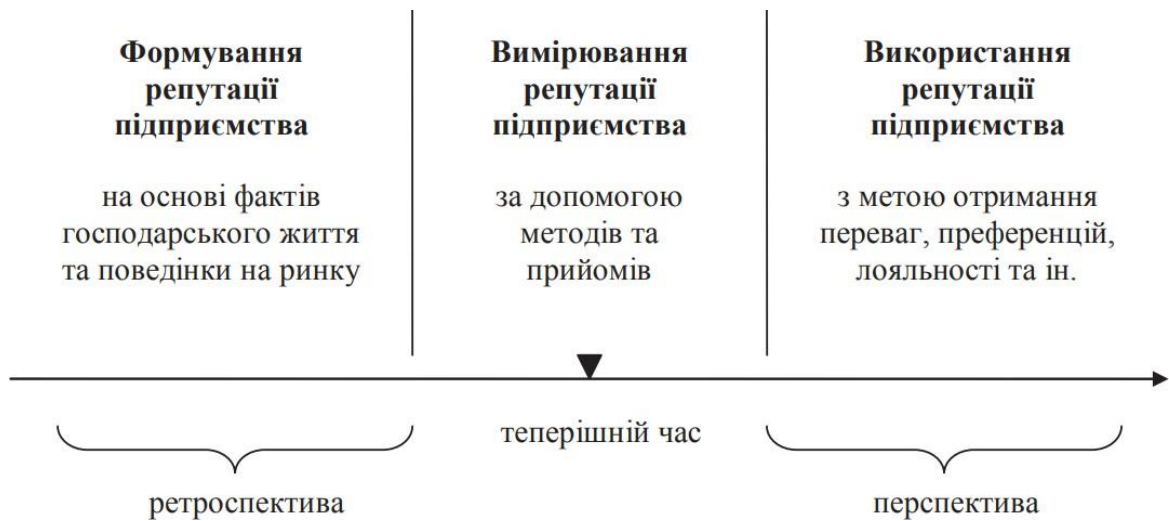 Формування
репутації
підприємства
на основі фактів
господарського життя
та поведінки на ринку
Вимірювання
репутації
підприємства
за допомогою
методів та
прийомів
Використання
репутації
підприємства
з метою отримання
переваг, преференцій,
лояльності та ін.
теперішній час
ретроспектива
перспектива